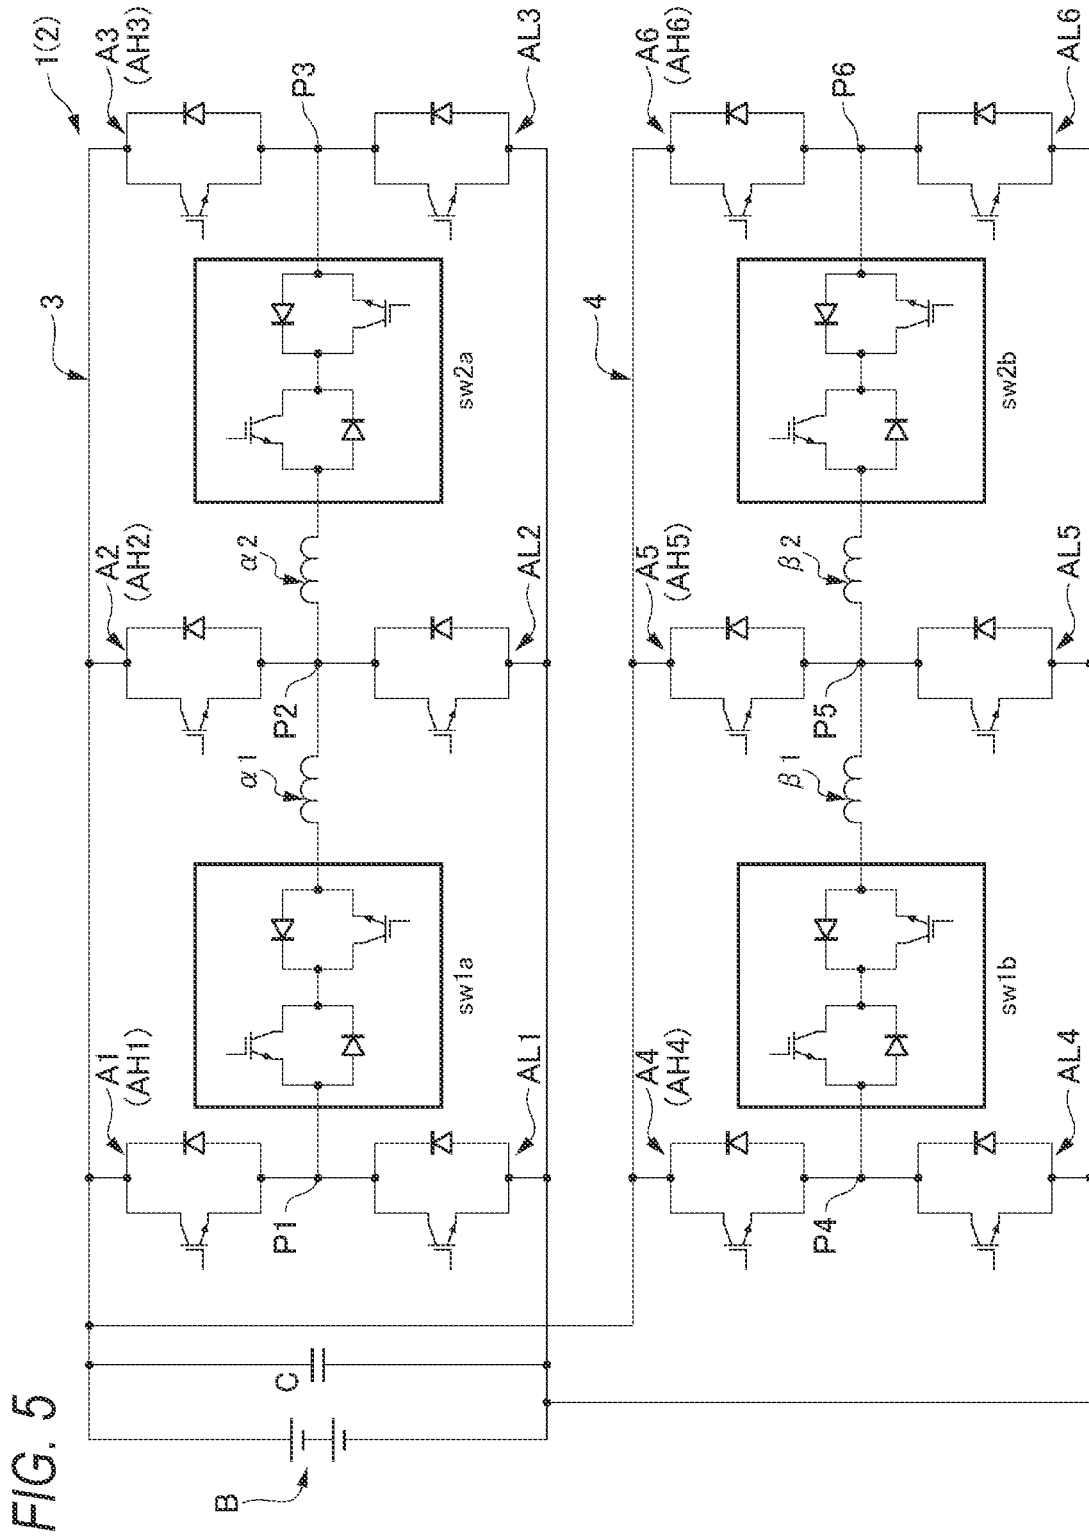 FIG. 5
1(2)
3
A1
(AH1)
A2
(AH2)
A3
(AH3)
B
C
P1
sw1a
α1
P2
α2
sw2a
P3
AL1
AL2
AL3
4
A4
(AH4)
A5
(AH5)
A6
(AH6)
P4
sw1b
β1
P5
β2
sw2b
P6
AL4
AL5
AL6